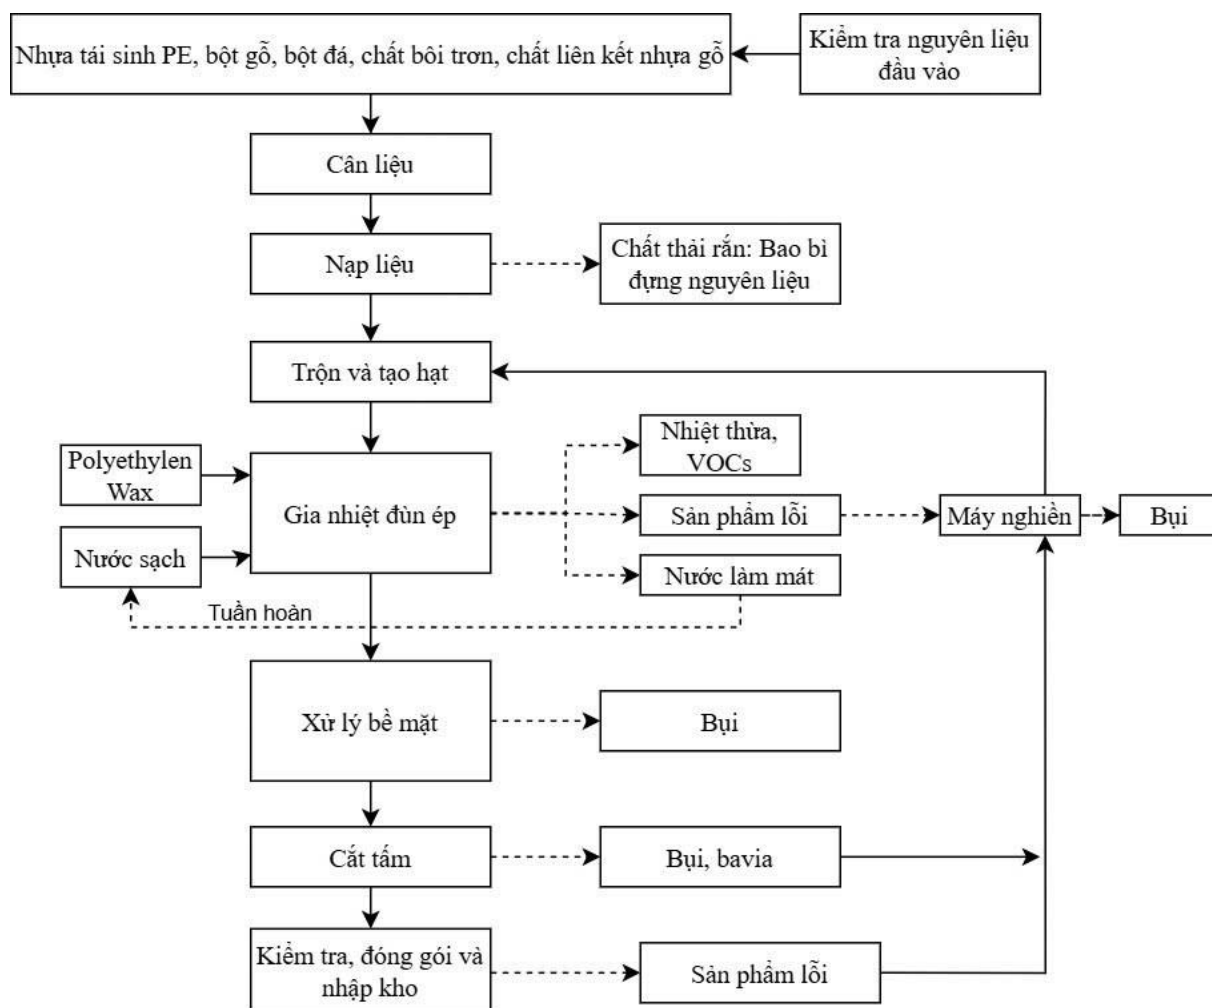 Nhựa tái sinh PE, bột gỗ, bột đá, chất bôi trơn, chất liên kết nhựa gỗ
Kiểm tra nguyên liệu
đầu vào
Cân liệu
Nạp liệu
Chất thải rắn: Bao bì
đựng nguyên liệu
Trộn và tạo hạt
Polyethylen
Wax
Gia nhiệt đùn ép
Nhiệt thừa,
VOCs
Sản phẩm lỗi
Máy nghiền
Bụi
Nước sạch
Nước làm mát
Tuần hoàn
Xử lý bề mặt
Bụi
Cắt tấm
Bụi, bavia
Kiểm tra, đóng gói và
nhập kho
Sản phẩm lỗi